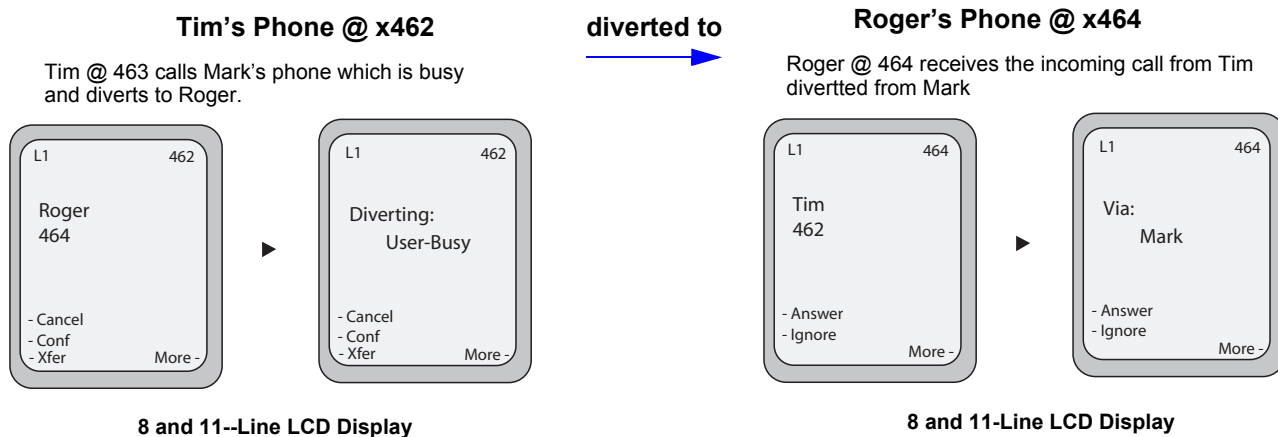 Tim's Phone @ x462
diverted to
Roger's Phone @ x464
Tim @ 463 calls Mark's phone which is busy
and diverts to Roger.
Roger @ 464 receives the incoming call from Tim
divertted from Mark
L1 462
Roger
464
- Cancel
- Conf
- Xfer More -
L1 462
Diverting:
User-Busy
- Cancel
- Conf
- Xfer More -
L1 464
Tim
462
- Answer
- Ignore
More -
L1 464
Via:
Mark
- Answer
- Ignore
More -
8 and 11--Line LCD Display
8 and 11-Line LCD Display